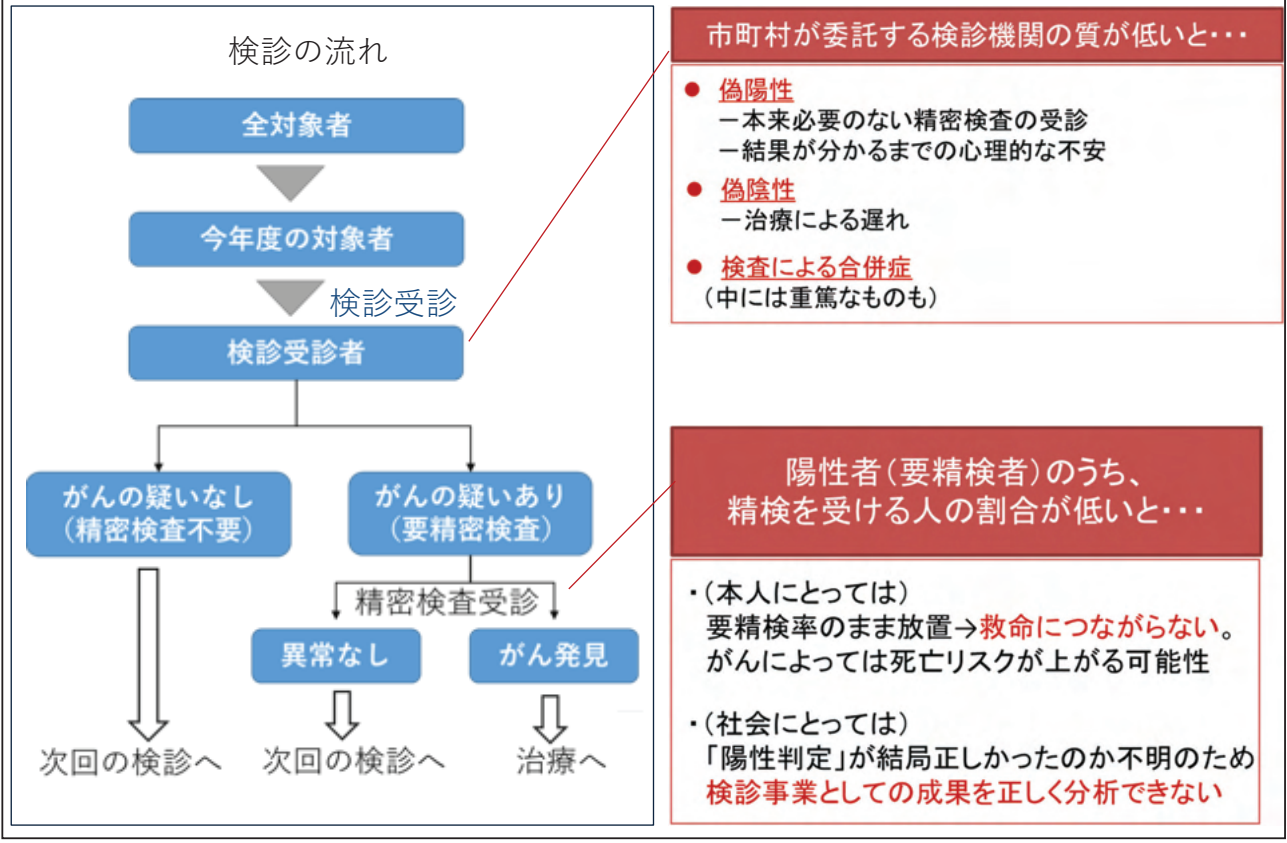 検診の流れ
全対象者
今年度の対象者
検診受診
検診受診者
がんの疑いなし
(精密検査不要)
がんの疑いあり
(要精密検査)
精密検査受診
異常なし
がん発見
次回の検診へ
次回の検診へ
治療へ
市町村が委託する検診機関の質が低いと・・・
● 偽陽性
－本来必要のない精密検査の受診
－結果が分かるまでの心理的な不安
● 偽陰性
－治療による遅れ
● 検査による合併症
（中には重篤なものも）
陽性者（要精検者）のうち、
精検を受ける人の割合が低いと・・・
・（本人にとっては）
要精検率のまま放置→救命につながらない。
がんによっては死亡リスクが上がる可能性
・（社会にとっては）
「陽性判定」が結局正しかったのか不明のため
検診事業としての成果を正しく分析できない